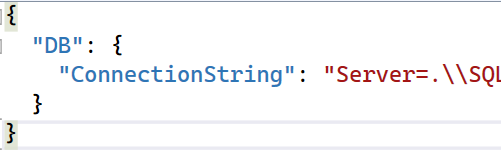 {
"DB": {
"ConnectionString": "Server=.\\SQL
}
}